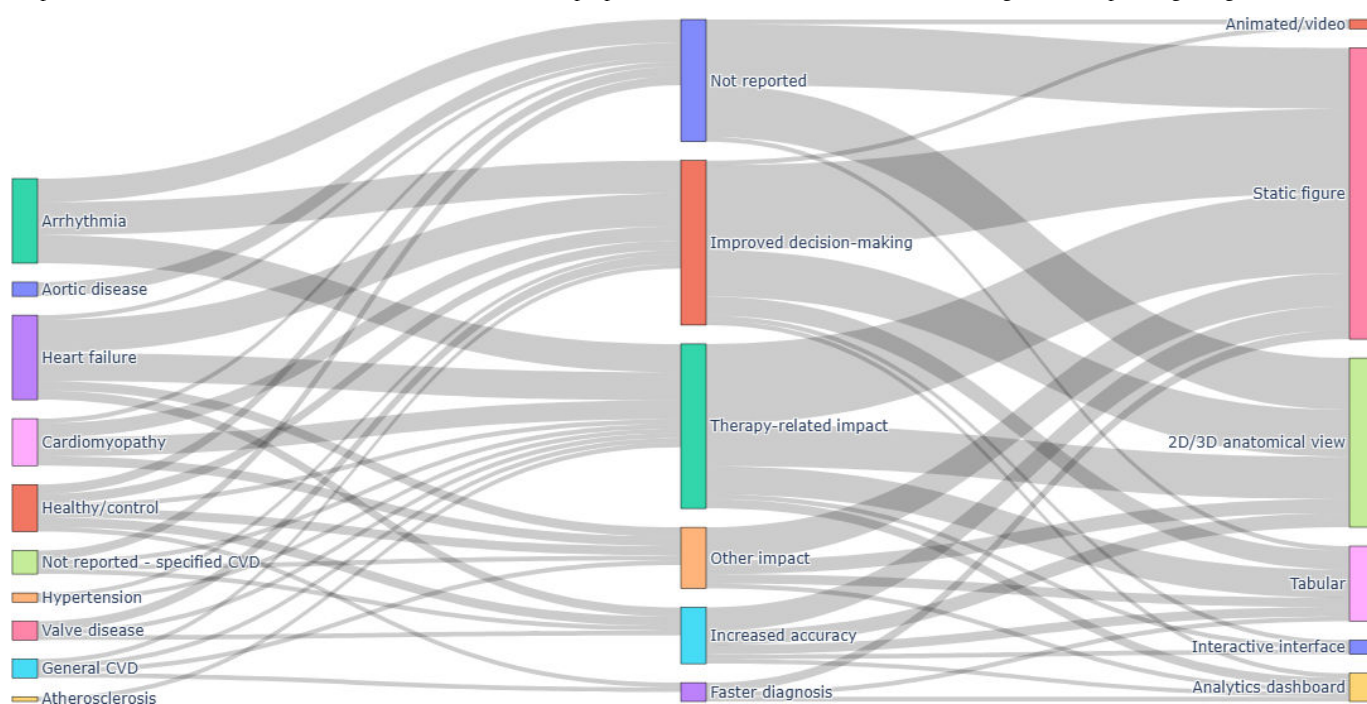 Arrhythmia
Aortic disease
Heart failure
Cardiomyopathy
Healthy/control
Not reported - specified CVD
Hypertension
Valve disease
General CVD
Atherosclerosis
Not reported
Improved decision-making
Therapy-related impact
Other impact
Increased accuracy
Faster diagnosis
Animated/video
Static figure
2D/3D anatomical view
Tabular
Interactive interface
Analytics dashboard